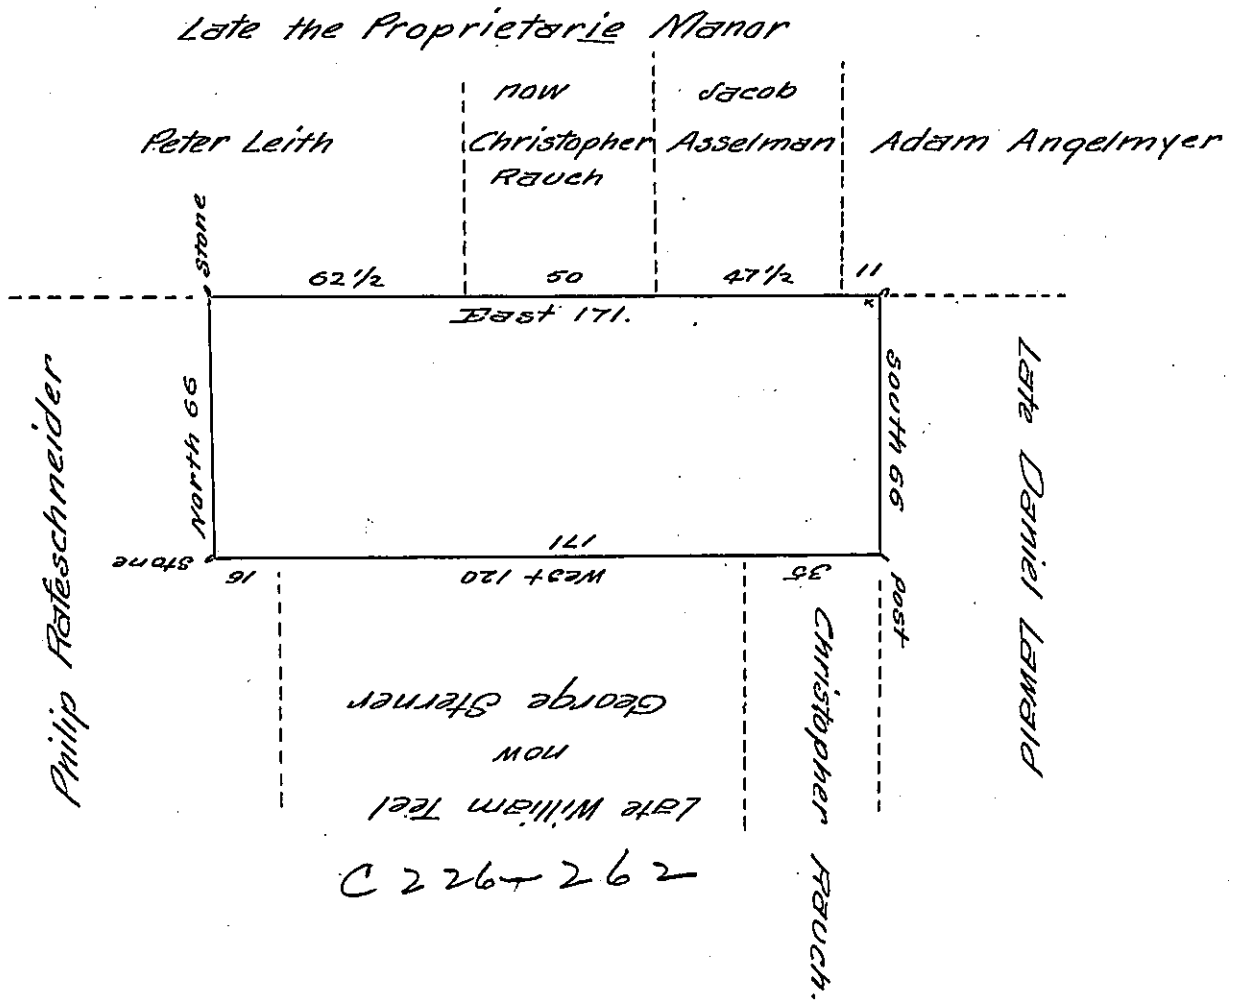 Late the Proprietarie Manor
now
Jacob
Peter Leith
Christopher
Rauch
Asselman
Adam Angelmyer
Stone
62 1/2
50
47 1/2
11
East 171.
x
North 66
South 66
Philip Rateschneider
Late Daniel Lawald
Stone
171
16
West 120
35
Post
George Sterner
now
Late William Teel
Christopher Rauch.
C 226-262